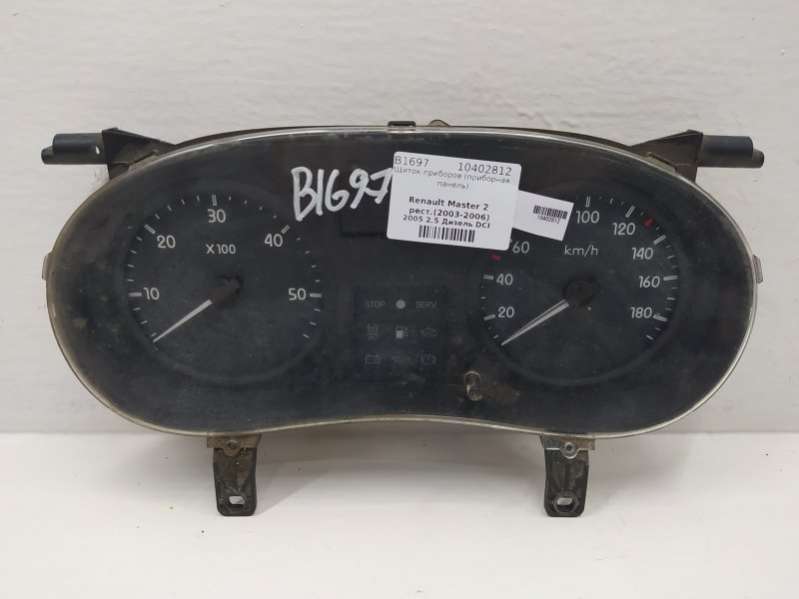 B1697 10402812
Щиток приборов (приборная
панель)
Renault Master 2
рест.(2003-2006)
2005 2.5 Дизель DCI
10402812
B1697
10
20
30
40
50
X100
20
40
60
100
120
140
160
180
km/h
STOP SERV